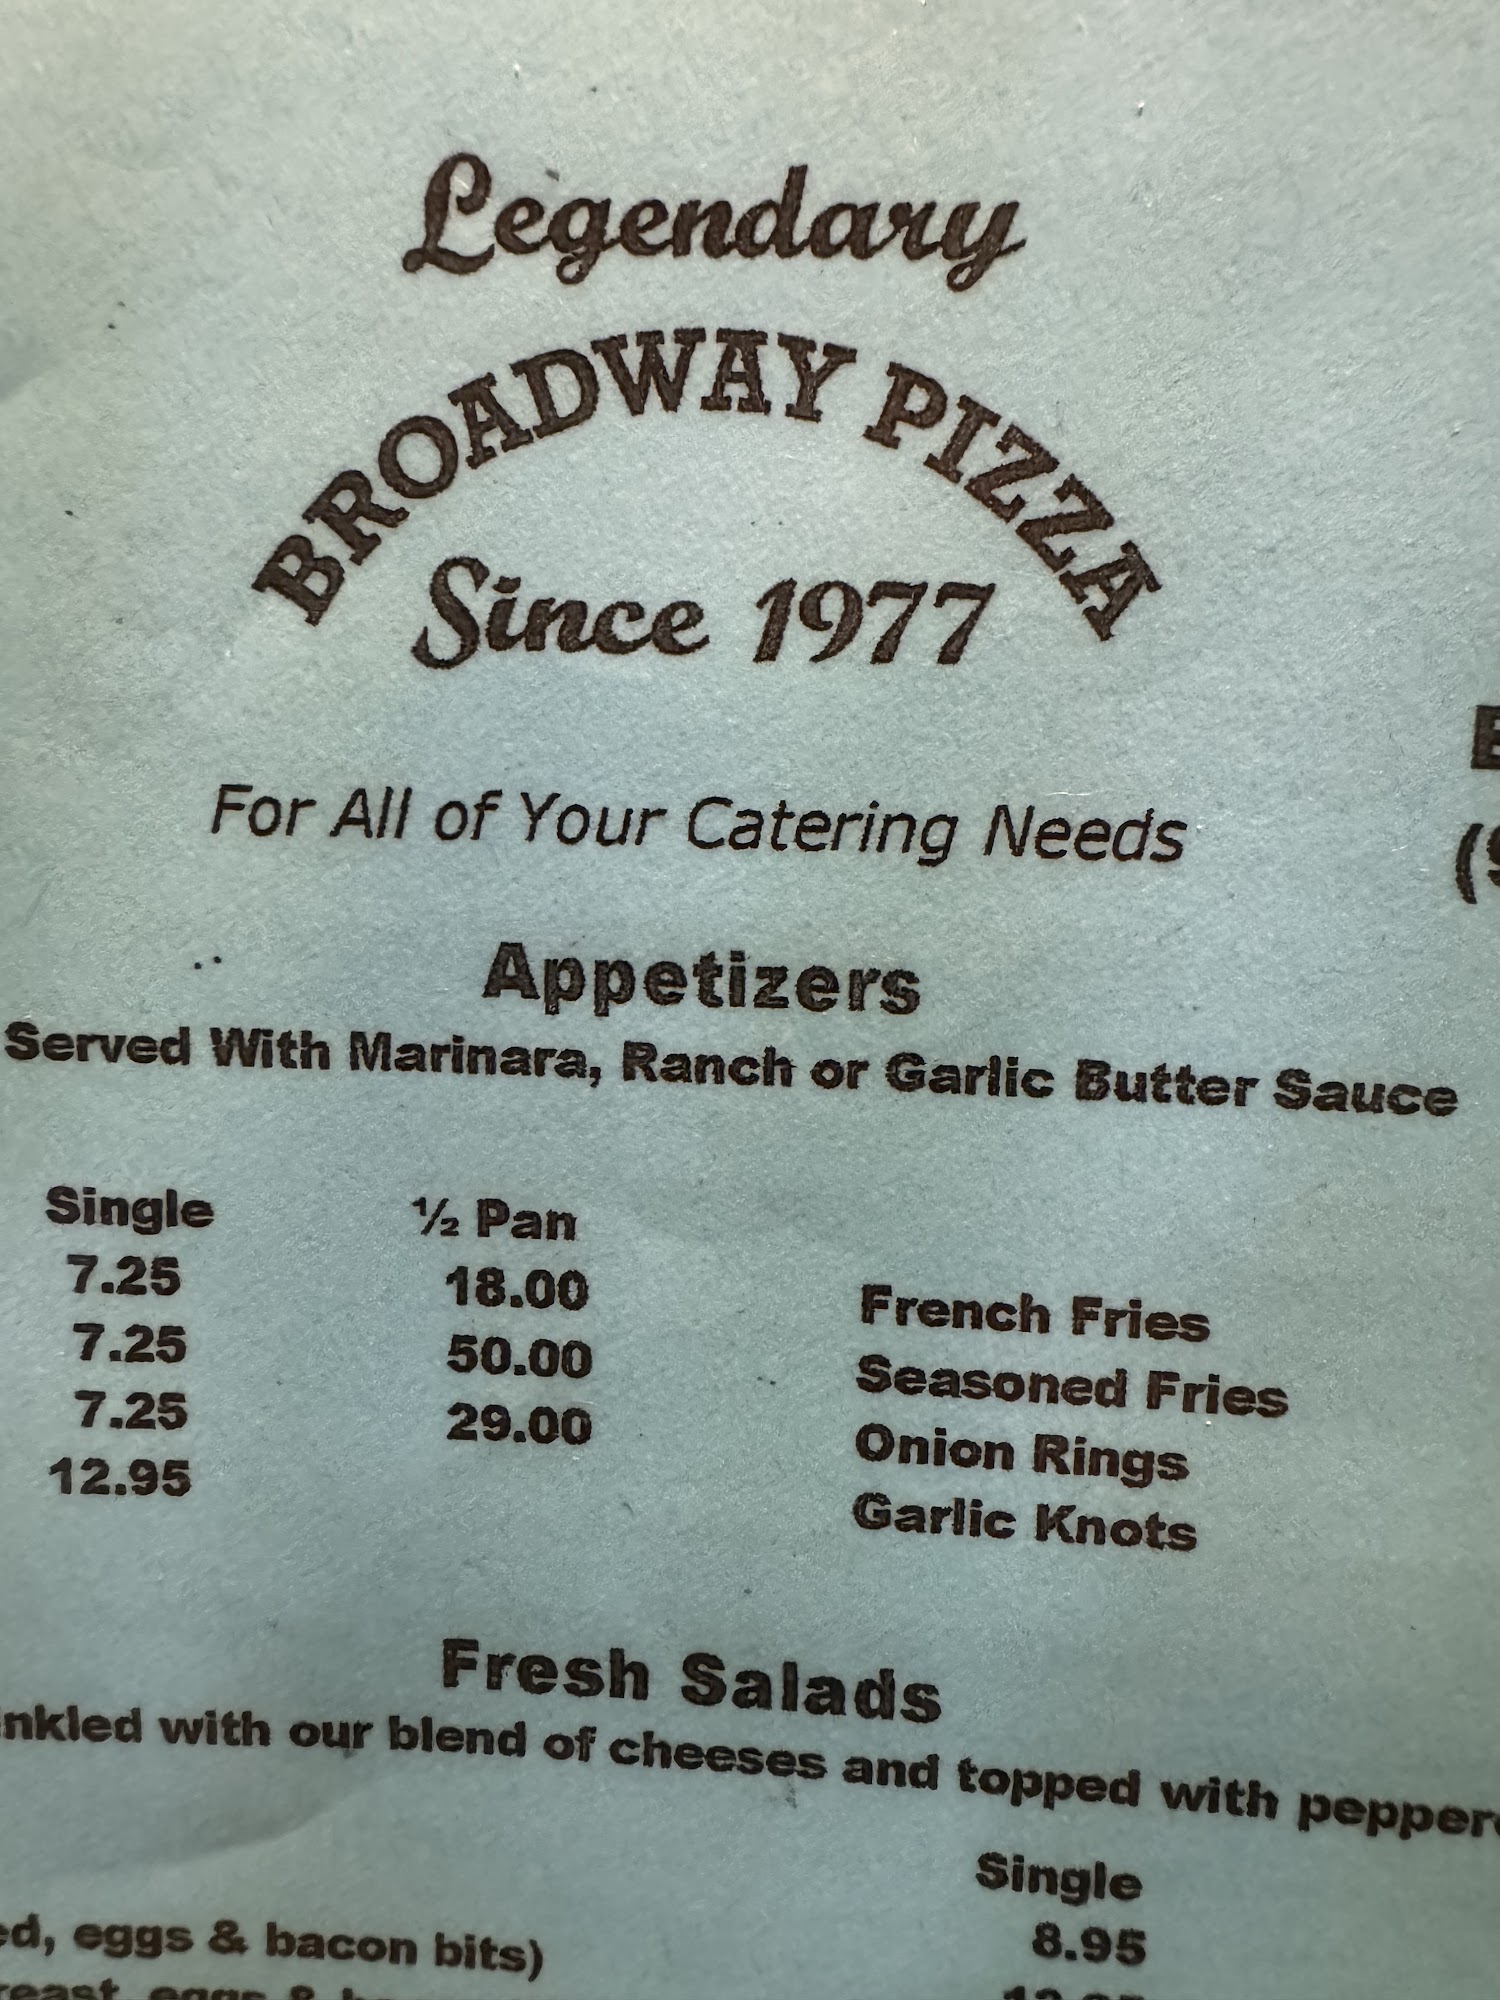 Legendary
BROADWAY PIZZA
Since 1977
For All of Your Catering Needs
Appetizers
Served With Marinara, Ranch or Garlic Butter Sauce
Single ½ Pan
7.25 18.00 French Fries
7.25 50.00 Seasoned Fries
7.25 29.00 Onion Rings
12.95 Garlic Knots
Fresh Salads
with our blend of cheeses and topped with
Single
eggs & bacon bits) 8.95